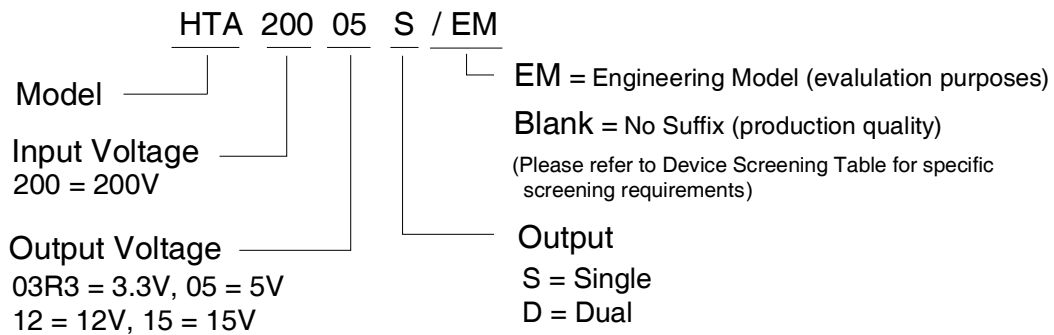 HTA 200 05 S / EM
Model
Input Voltage
200 = 200V
Output Voltage
03R3 = 3.3V, 05 = 5V
12 = 12V, 15 = 15V
EM = Engineering Model (evalulation purposes)
Blank = No Suffix (production quality)
(Please refer to Device Screening Table for specific
screening requirements)
Output
S = Single
D = Dual